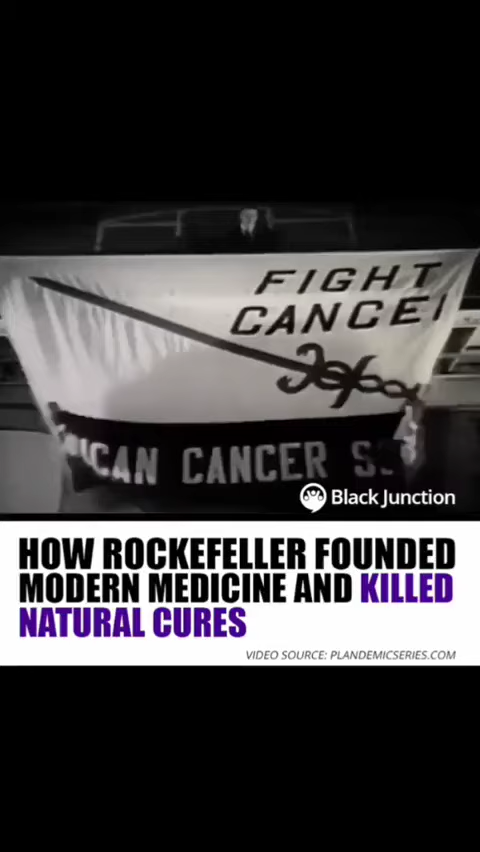 FIGHT
CANCE
CAN CANCER S
Black Junction
HOW ROCKEFELLER FOUNDED
MODERN MEDICINE AND KILLED
NATURAL CURES
VIDEO SOURCE: PLANDEMICSERIES.COM